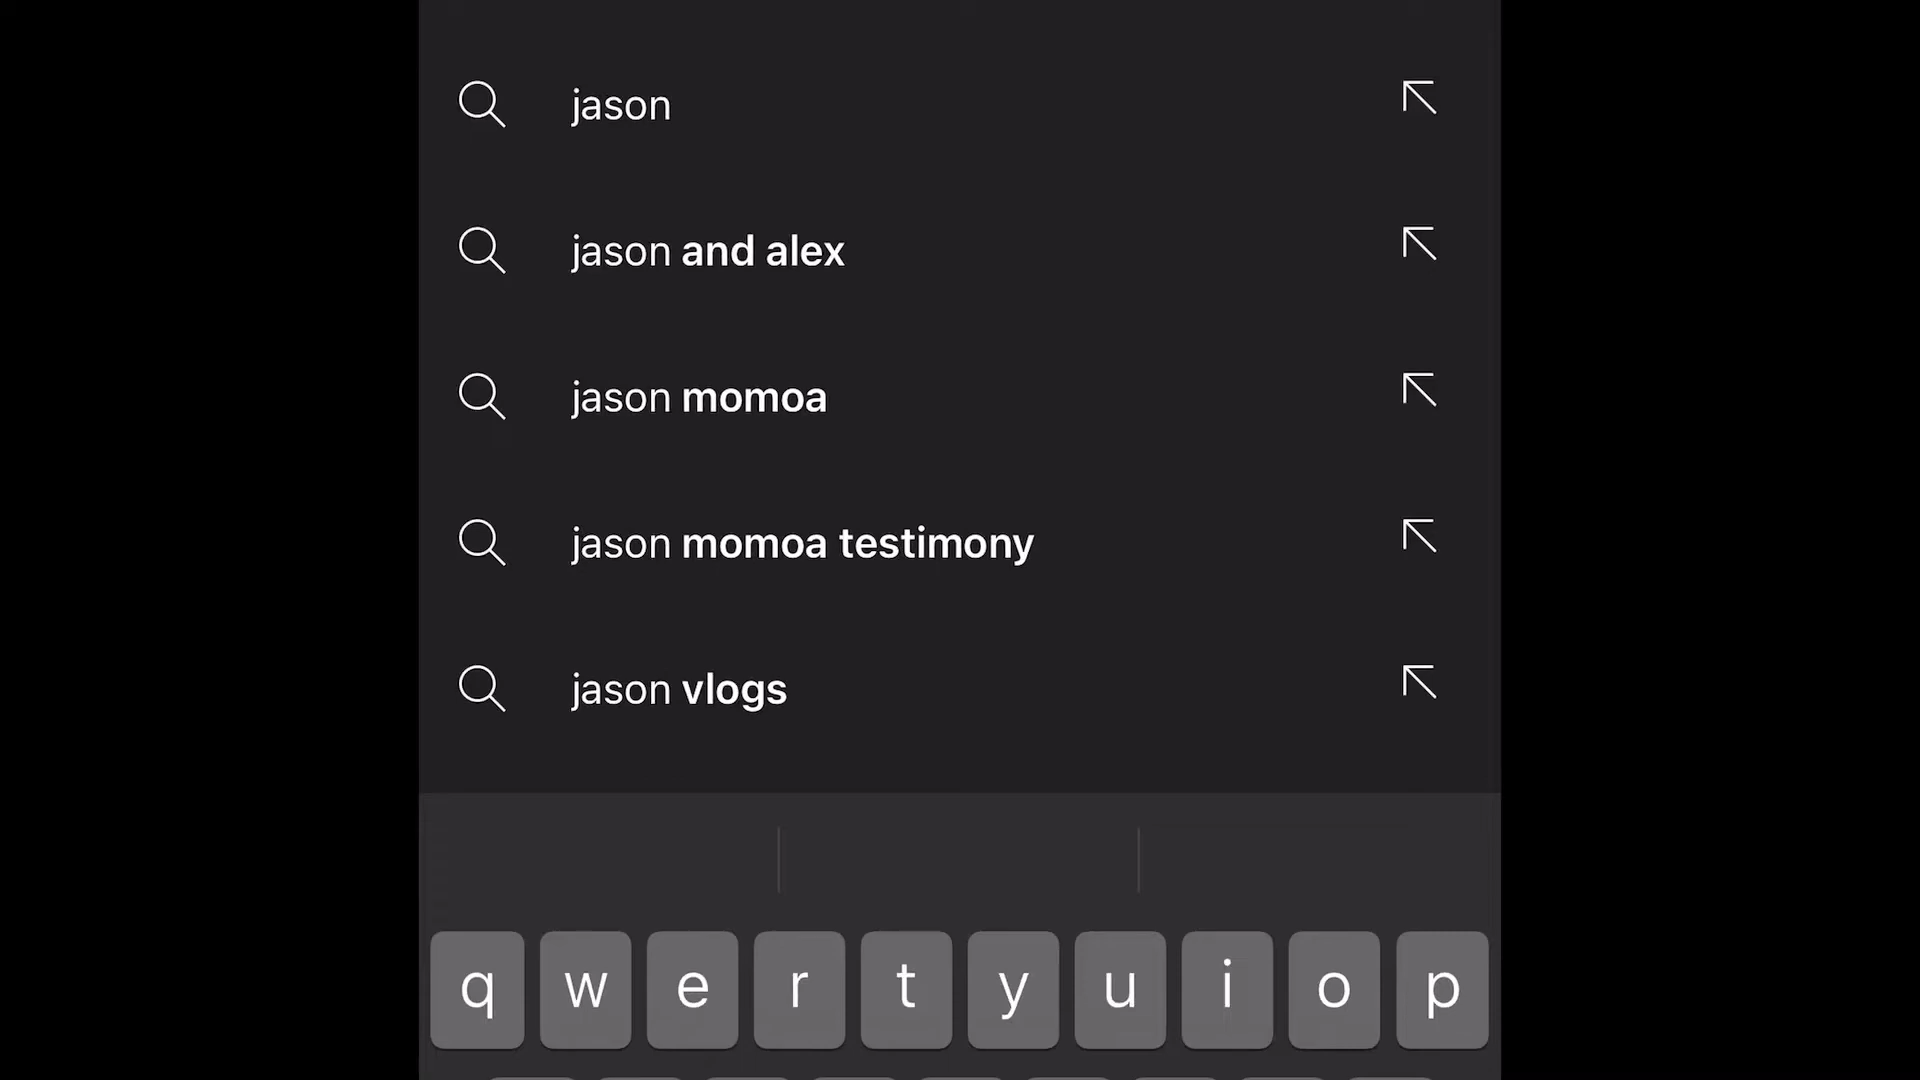 jason
jason and alex
jason momoa
jason momoa testimony
jason vlogs
q w e r t y u i o p